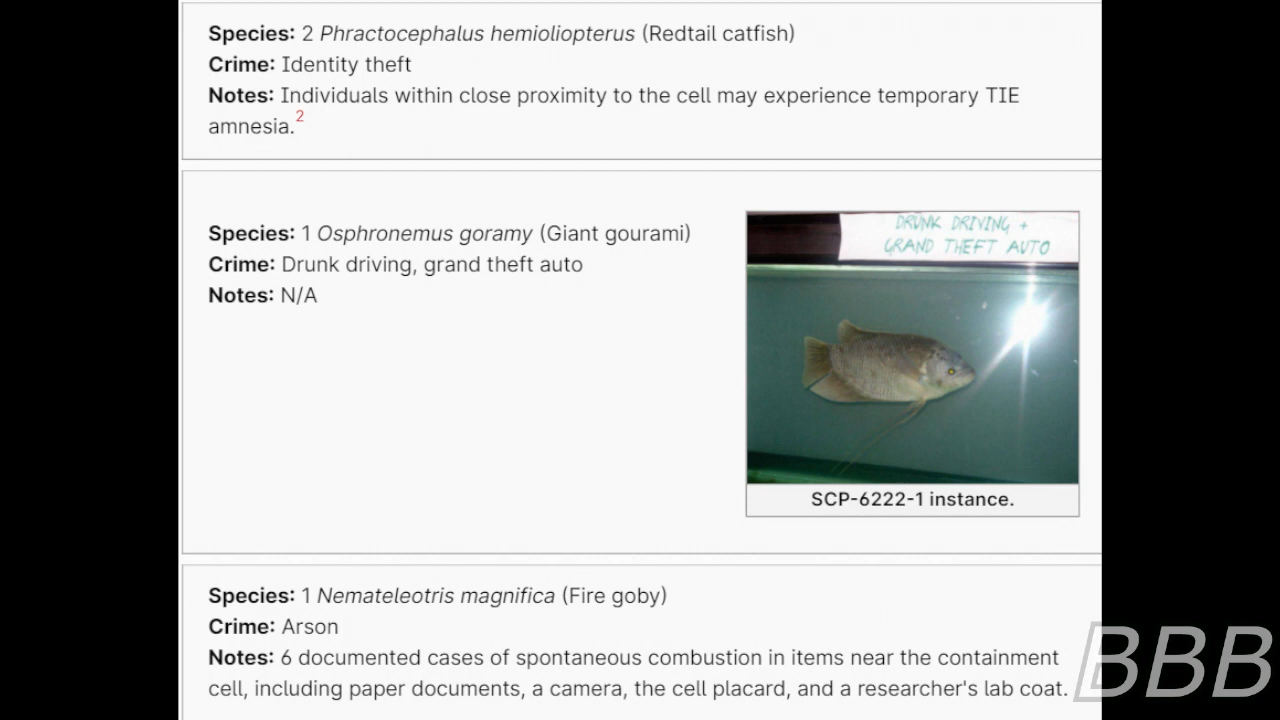 Species: 2 Phractocephalus hemioliopterus (Redtail catfish)
Crime: Identity theft
Notes: Individuals within close proximity to the cell may experience temporary TIE
amnesia.2
Species: 1 Osphronemus goramy (Giant gourami)
Crime: Drunk driving, grand theft auto
Notes: N/A
DRUNK DRIVING +
GRAND THEFT AUTO
SCP-6222-1 instance.
Species: 1 Nemateleotris magnifica (Fire goby)
Crime: Arson
Notes: 6 documented cases of spontaneous combustion in items near the containment
cell, including paper documents, a camera, the cell placard, and a researcher's lab coat.
BBB